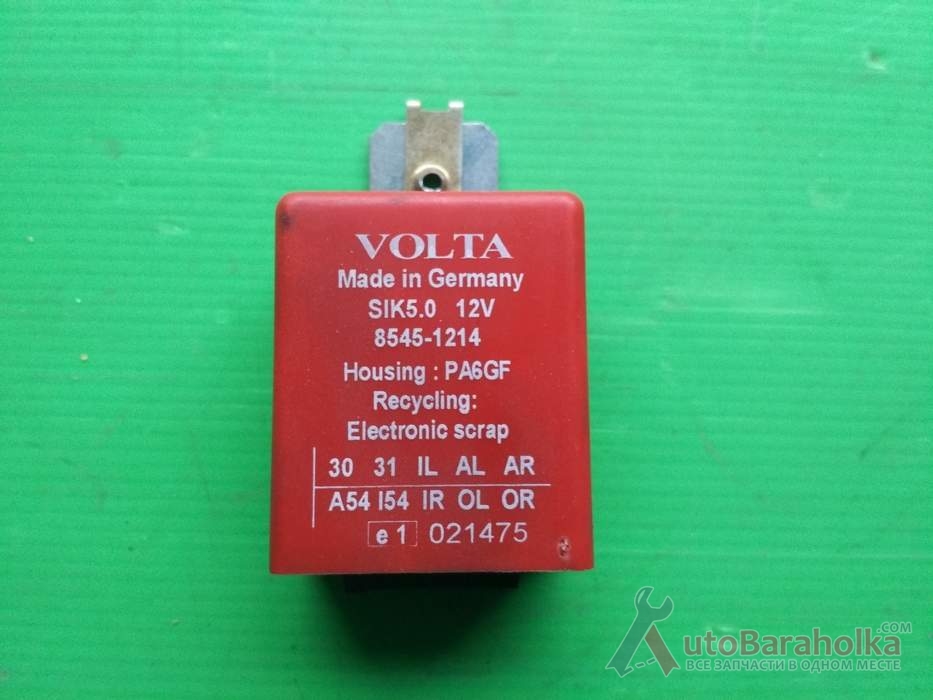 VOLTA
Made in Germany
SIK5.0 12V
8545-1214
Housing : PA6GF
Recycling:
Electronic scrap
30 31 IL AL AR
A54 I54 IR OL OR
e1 021475
AutoBaraholka.COM
ВСЕ ЗАПЧАСТИ В ОДНОМ МЕСТЕ